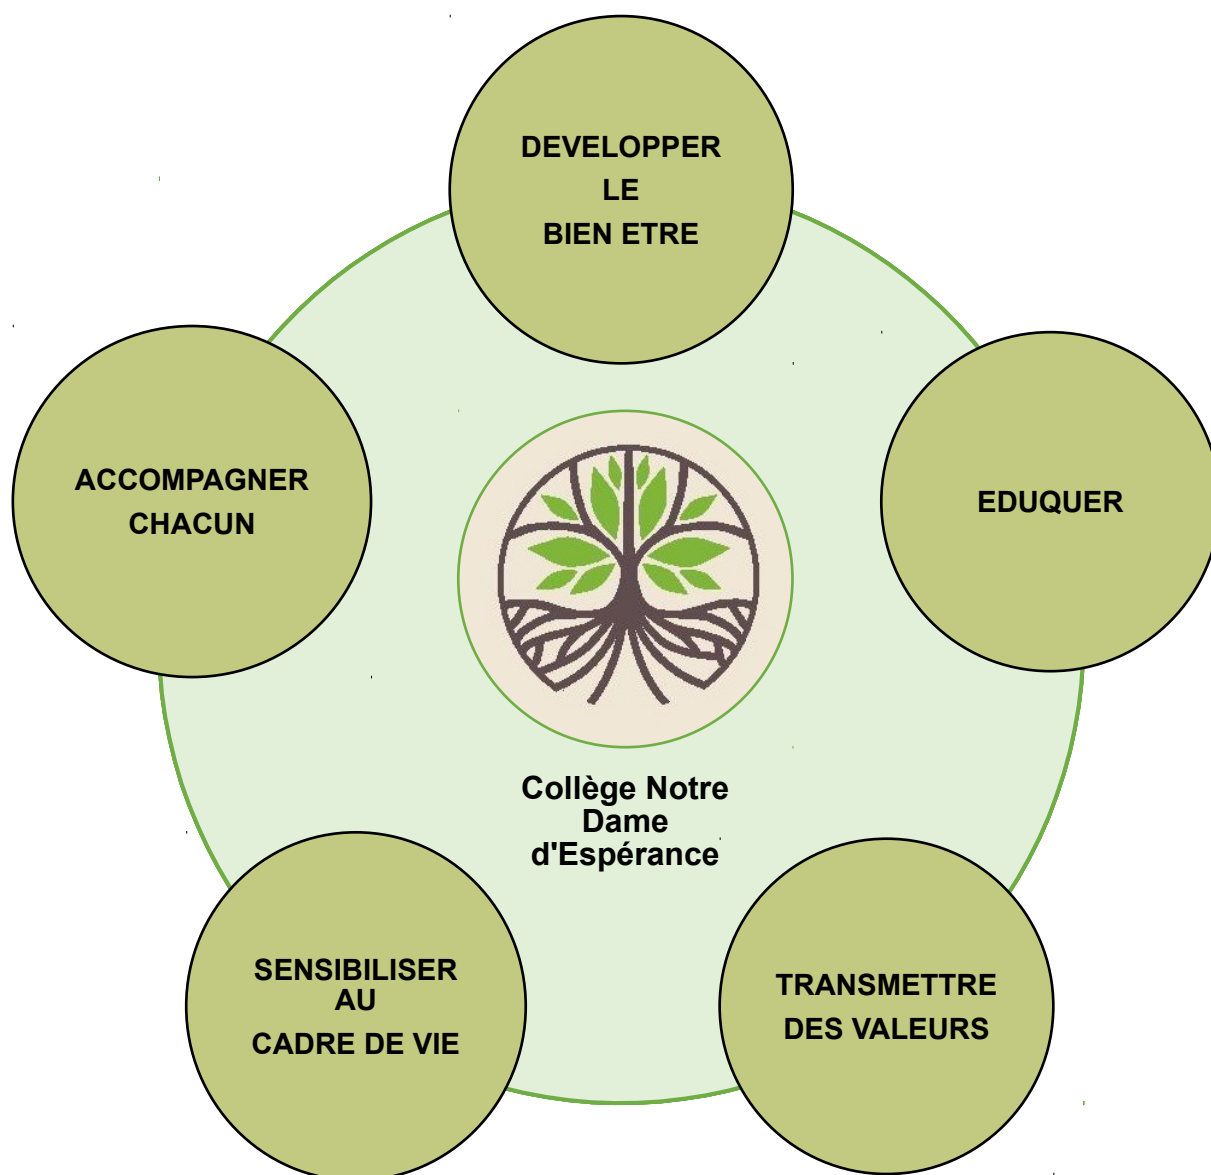 DEVELOPPER
LE
BIEN ETRE
ACCOMPAGNER
CHACUN
EDUQUER
Collège Notre
Dame
d'Espérance
SENSIBILISER
AU
CADRE DE VIE
TRANSMETTRE
DES VALEURS